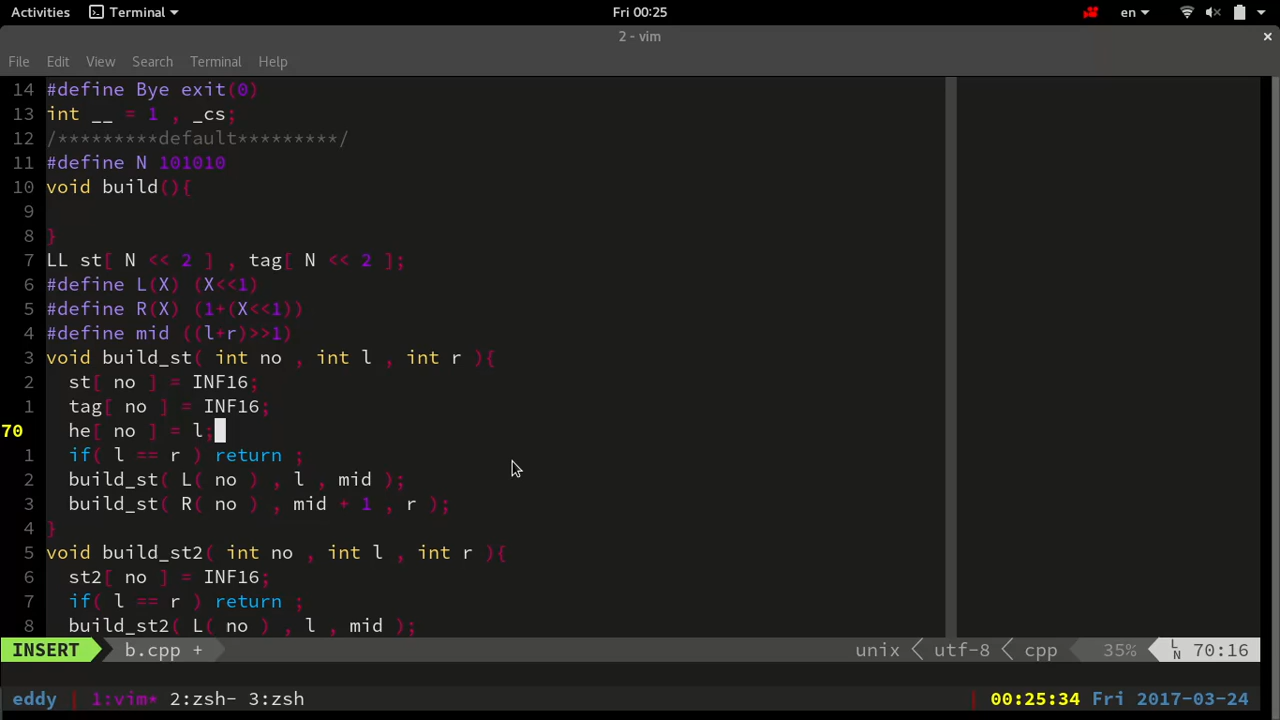 Activities Terminal Fri 00:25 en
2 - vim
File Edit View Search Terminal Help
14 #define Bye exit(0)
13 int __ = 1 , _cs;
12 /*********default*********/
11 #define N 101010
10 void build(){
9
8 }
7 LL st[ N << 2 ] , tag[ N << 2 ];
6 #define L(X) (X<<1)
5 #define R(X) (1+(X<<1))
4 #define mid ((l+r)>>1)
3 void build_st( int no , int l , int r ){
2   st[ no ] = INF16;
1   tag[ no ] = INF16;
70   he[ no ] = l;
1   if( l == r ) return ;
2   build_st( L( no ) , l , mid );
3   build_st( R( no ) , mid + 1 , r );
4 }
5 void build_st2( int no , int l , int r ){
6   st2[ no ] = INF16;
7   if( l == r ) return ;
8   build_st2( L( no ) , l , mid );
INSERT b.cpp + unix utf-8 cpp 35% LN 70:16
eddy 1:vim* 2:zsh- 3:zsh 00:25:34 Fri 2017-03-24